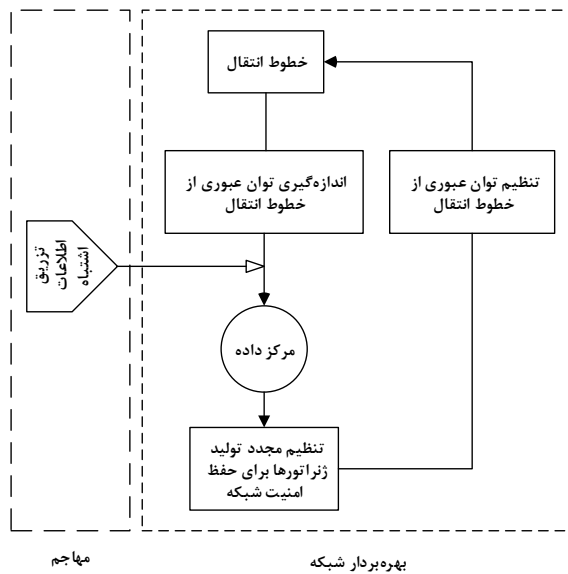 خطوط انتقال
اندازه‌گیری توان عبوری از
خطوط انتقال
تنظیم توان عبوری از
خطوط انتقال
تزریق
اطلاعات
اشتباه
مرکز داده
تنظیم مجدد تولید
ژنراتورها برای حفظ
امنیت شبکه
مهاجم
بهره‌بردار شبکه